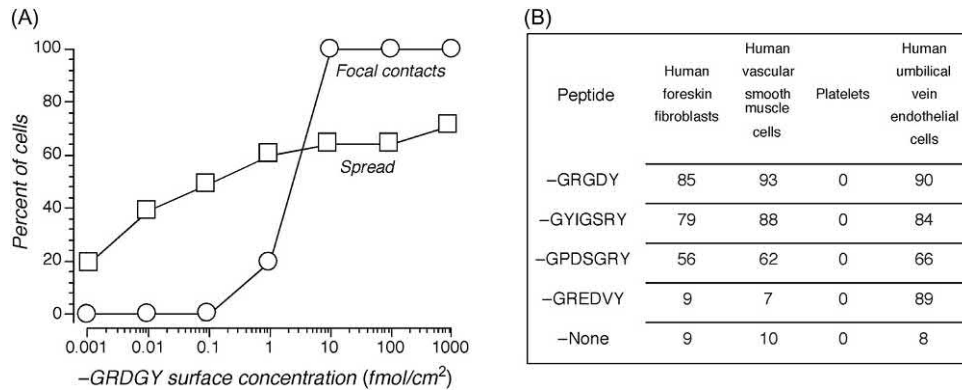 (A)
100
80
60
40
20
0
Percent of cells
Focal contacts
Spread
0.001 0.01 0.1 1 10 100 1000
–GRDGY surface concentration (fmol/cm2)
(B)
Peptide
Human
foreskin
fibroblasts
Human
vascular
smooth
muscle
cells
Platelets
Human
umbilical
vein
endothelial
cells
–GRGDY 85 93 0 90
–GYIGSRY 79 88 0 84
–GPDSGRY 56 62 0 66
–GREDVY 9 7 0 89
–None 9 10 0 8